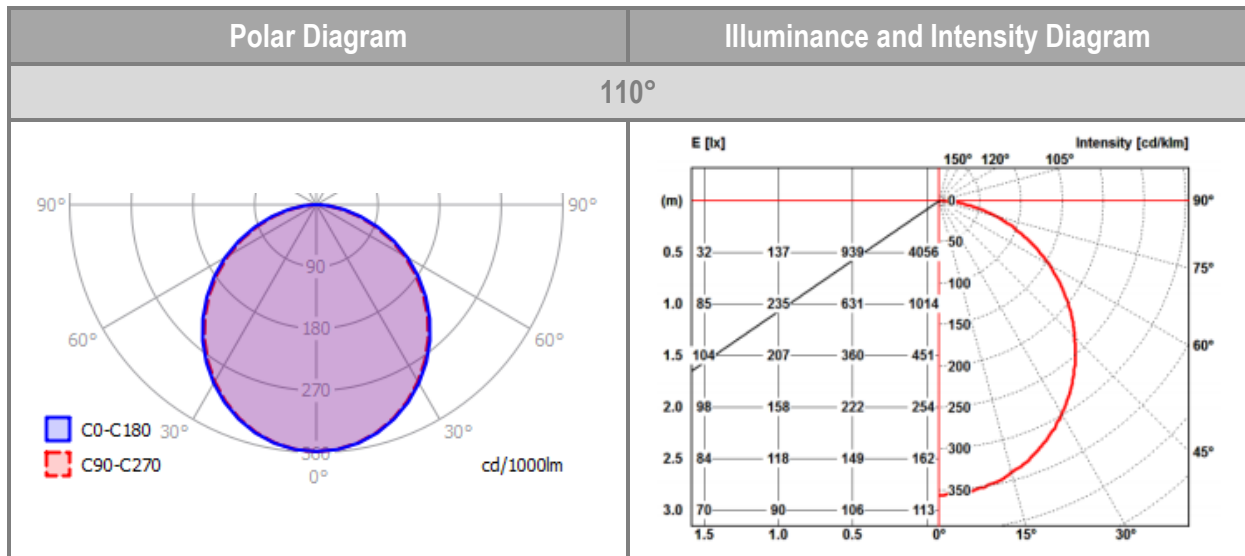 Polar Diagram
Illuminance and Intensity Diagram
110°
90°
90°
90
180
270
360
60°
60°
30°
30°
0°
C0-C180
C90-C270
cd/1000lm
E [lx]
Intensity [cd/klm]
150° 120° 105°
(m)
0
90°
0.5 32 137 939 4056
50
75°
1.0 85 235 631 1014
100
150
1.5 104 207 360 451
60°
200
2.0 98 158 222 254
250
300
45°
2.5 84 118 149 162
350
3.0 70 90 106 113
1.5 1.0 0.5 0° 15° 30°